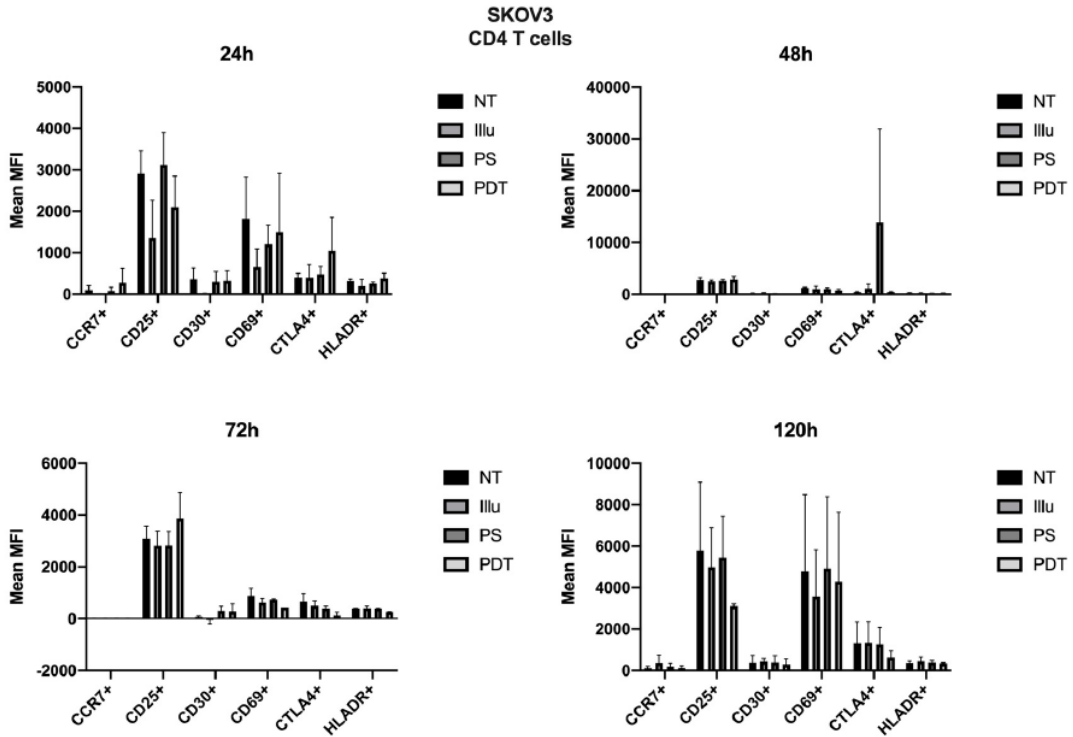 SKOV3
CD4 T cells
24h
Mean MFI
5000
4000
3000
2000
1000
0
CCR7+
CD25+
CD30+
CD69+
CTLA4+
HLADR+
NT
Illu
PS
PDT
48h
Mean MFI
40000
30000
20000
10000
0
CCR7+
CD25+
CD30+
CD69+
CTLA4+
HLADR+
NT
Illu
PS
PDT
72h
Mean MFI
6000
4000
2000
0
-2000
CCR7+
CD25+
CD30+
CD69+
CTLA4+
HLADR+
NT
Illu
PS
PDT
120h
Mean MFI
10000
8000
6000
4000
2000
0
CCR7+
CD25+
CD30+
CD69+
CTLA4+
HLADR+
NT
Illu
PS
PDT